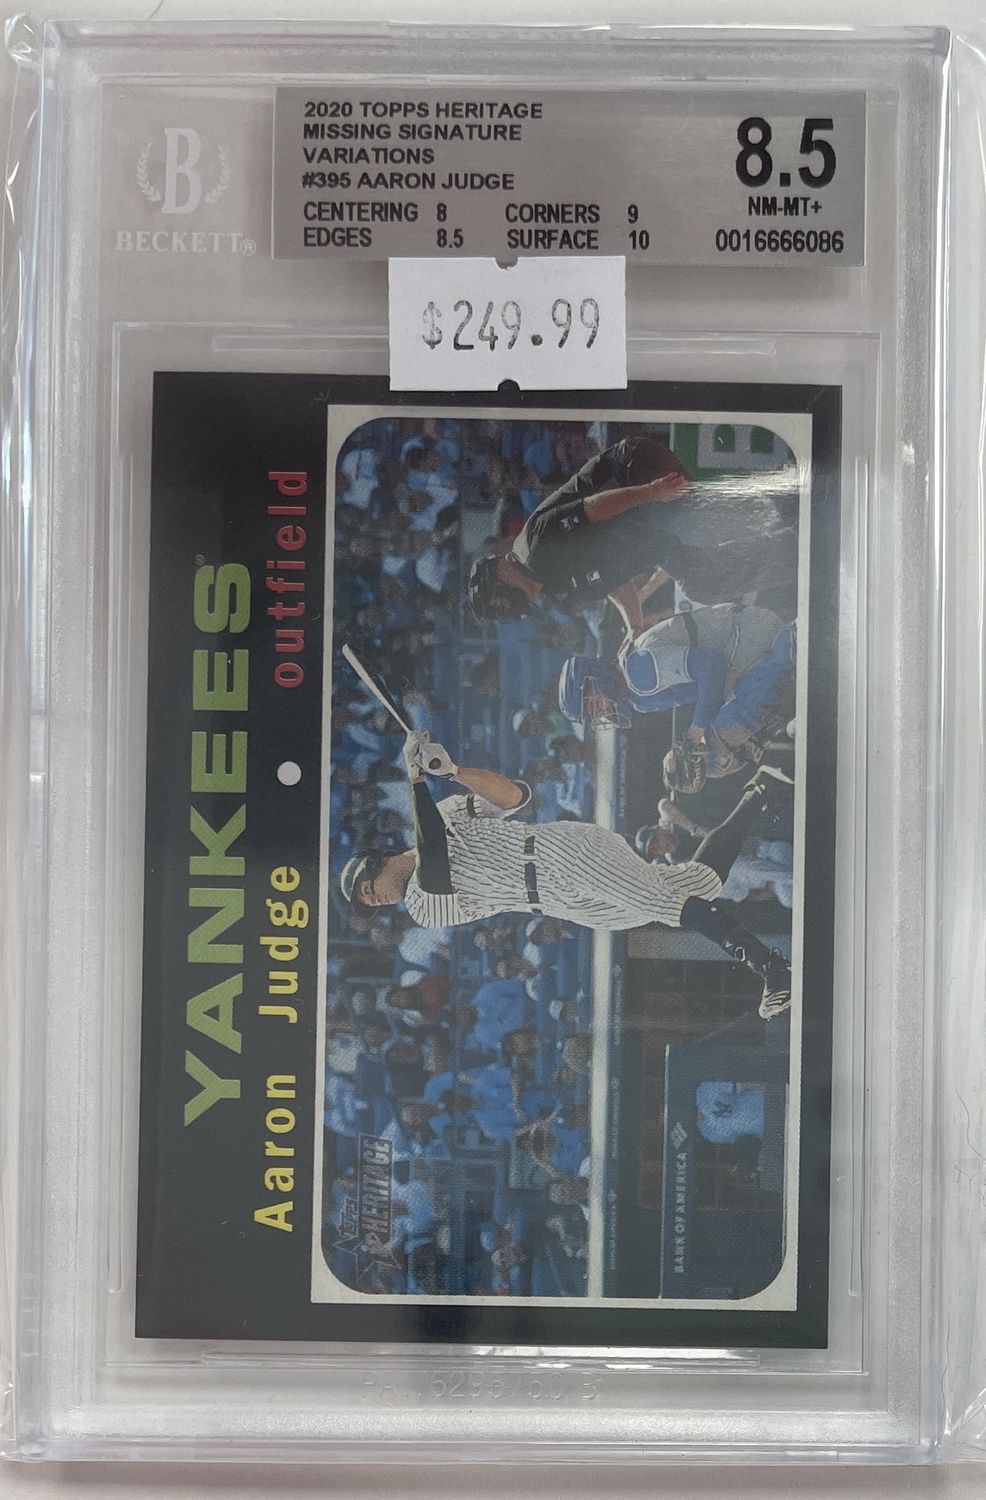 B
BECKETT®
2020 TOPPS HERITAGE
MISSING SIGNATURE
VARIATIONS
#395 AARON JUDGE
CENTERING 8 CORNERS 9
EDGES 8.5 SURFACE 10
8.5
NM-MT+
0016666086
$249.99
YANKEES®
Aaron Judge • outfield
Topps
HERITAGE
BANK OF AMERICA
B